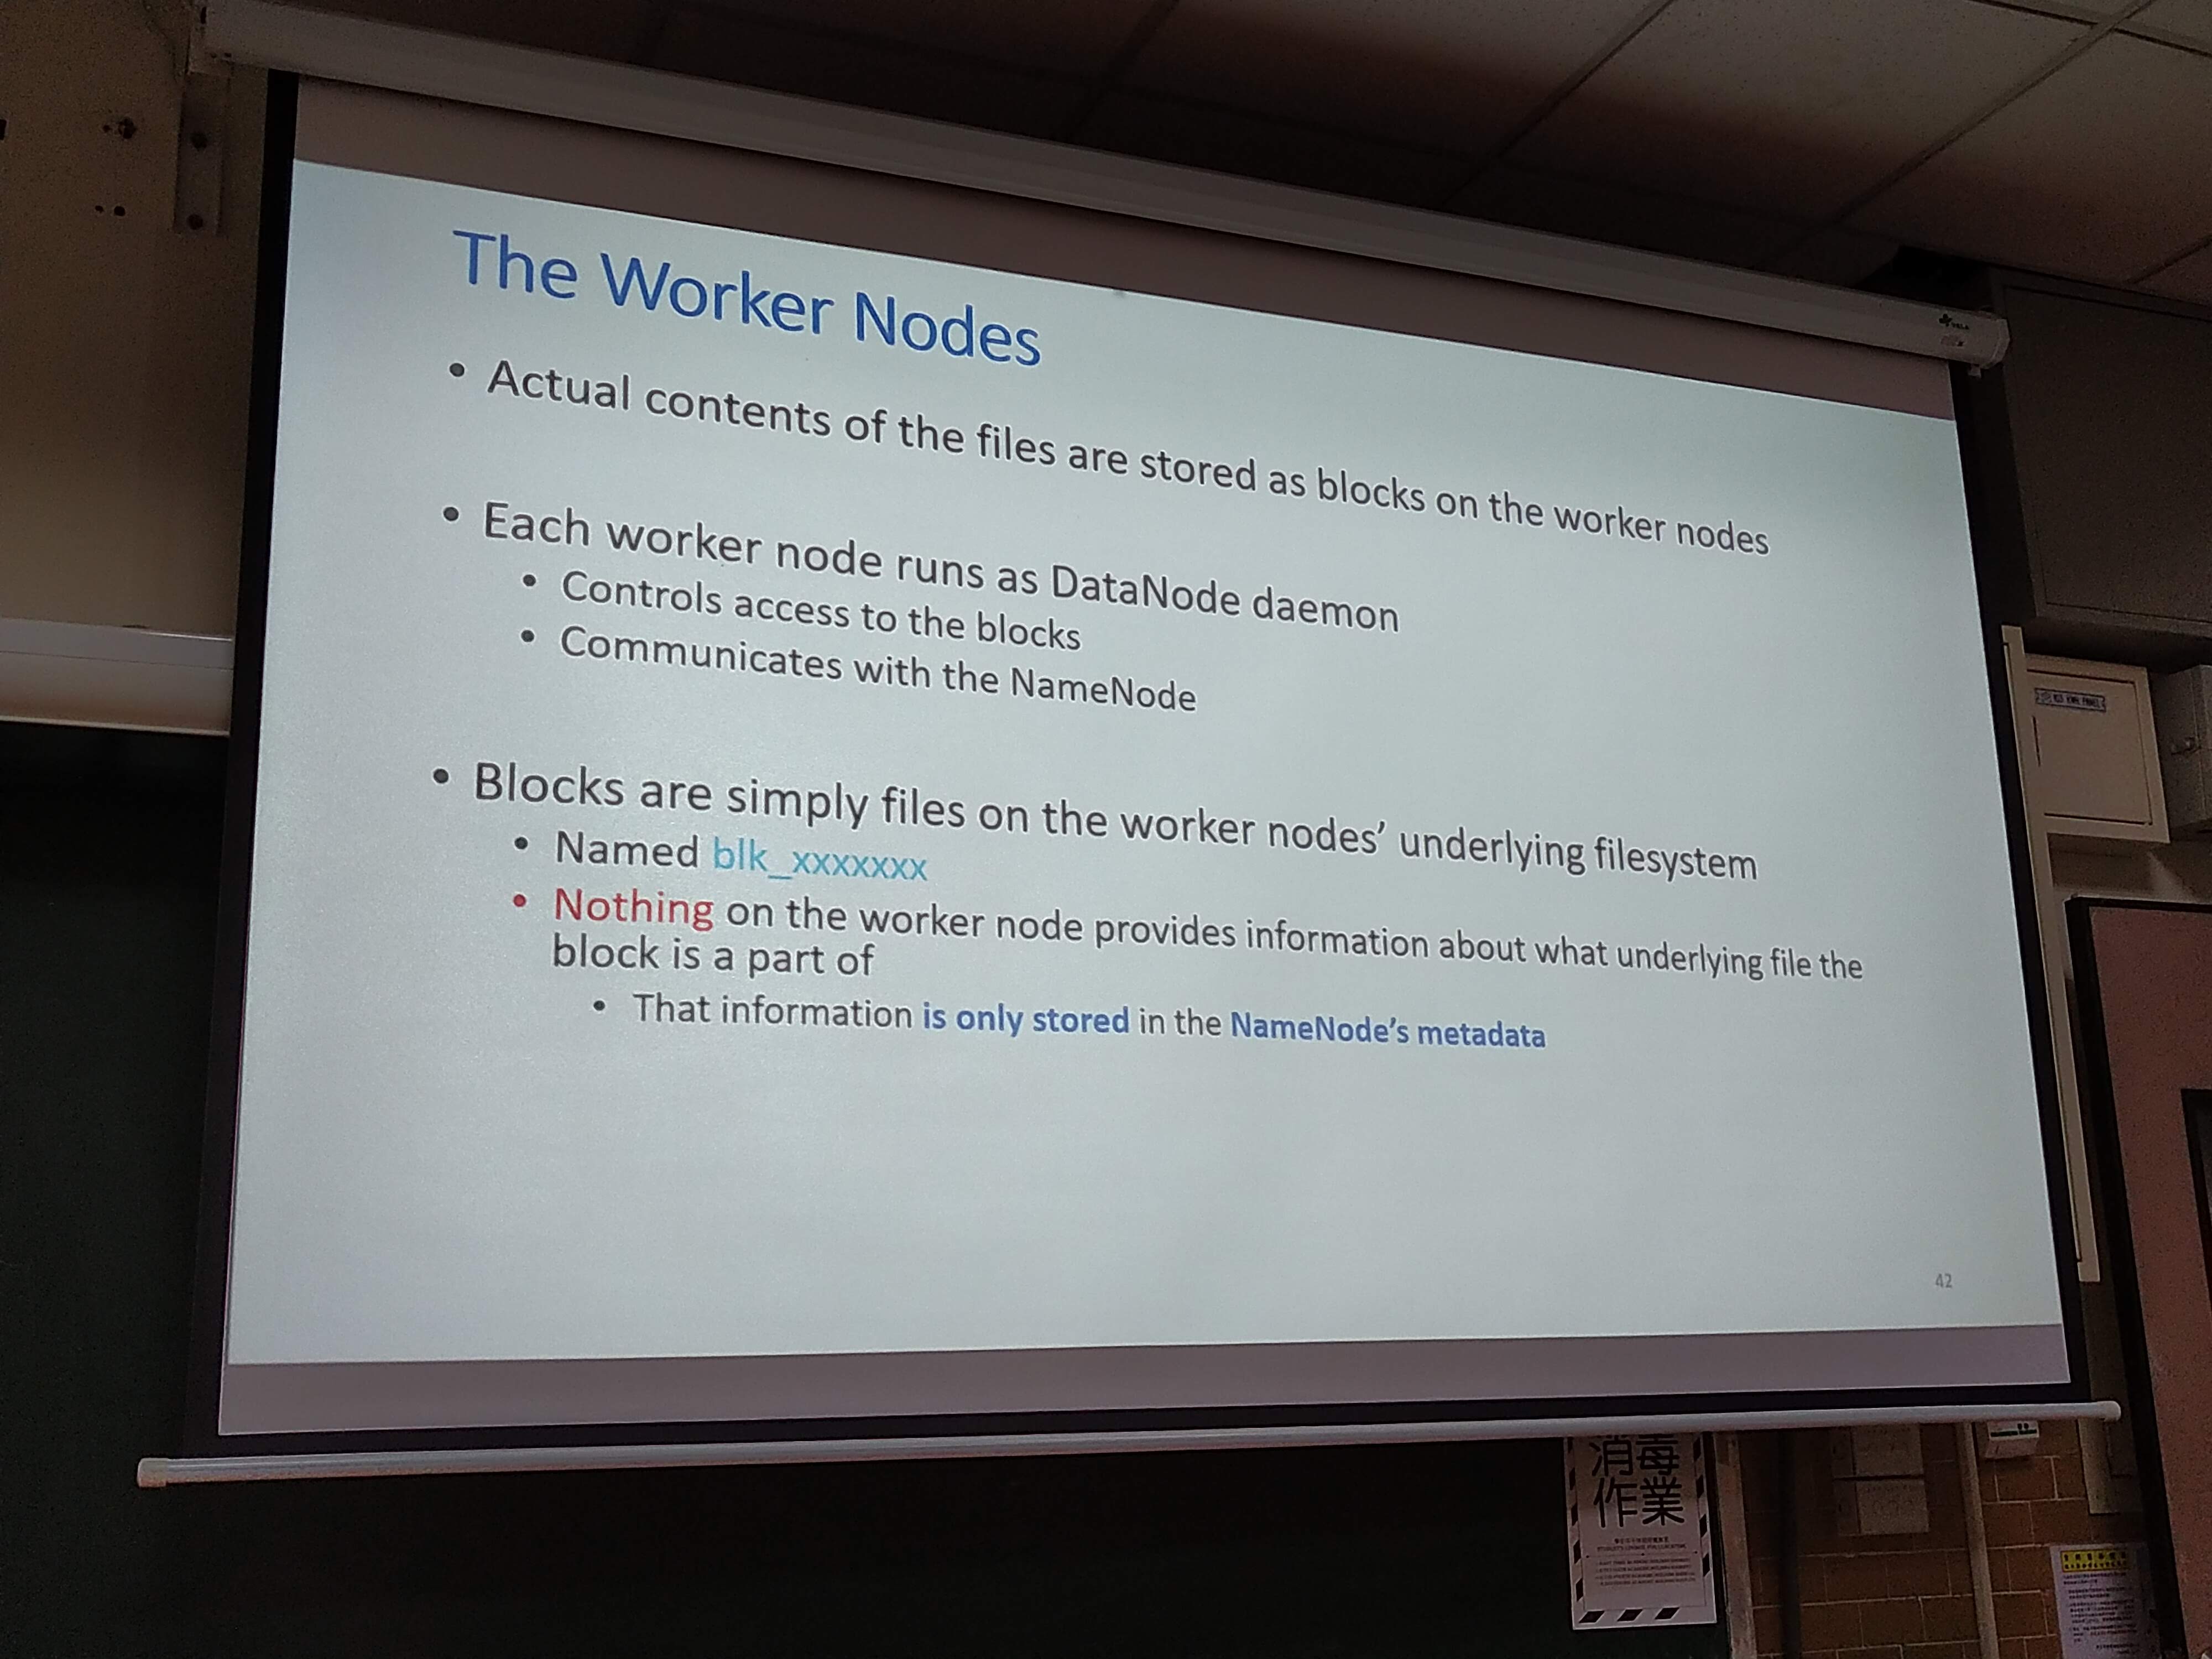 The Worker Nodes
• Actual contents of the files are stored as blocks on the worker nodes
• Each worker node runs as DataNode daemon
• Controls access to the blocks
• Communicates with the NameNode
• Blocks are simply files on the worker nodes’ underlying filesystem
• Named blk_xxxxxxx
• Nothing on the worker node provides information about what underlying file the
block is a part of
• That information is only stored in the NameNode’s metadata
42
消毒
作業